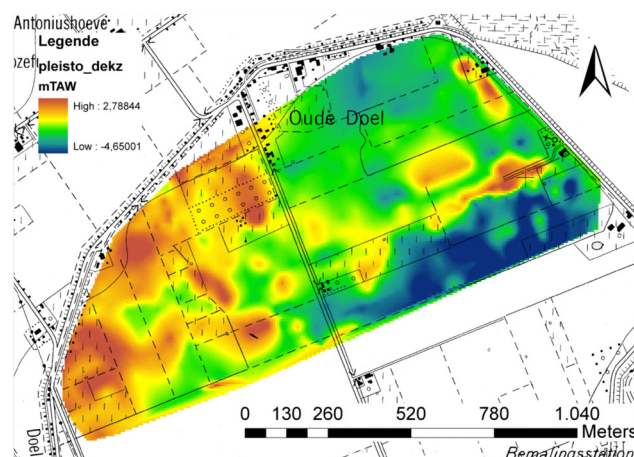 Antoniushoeve
Legende
pleisto_dekz
mTAW
High : 2,78844
Low : -4,65001
Oude Doel
Doel
0 130 260 520 780 1.040
Meters
Bemalingsstation